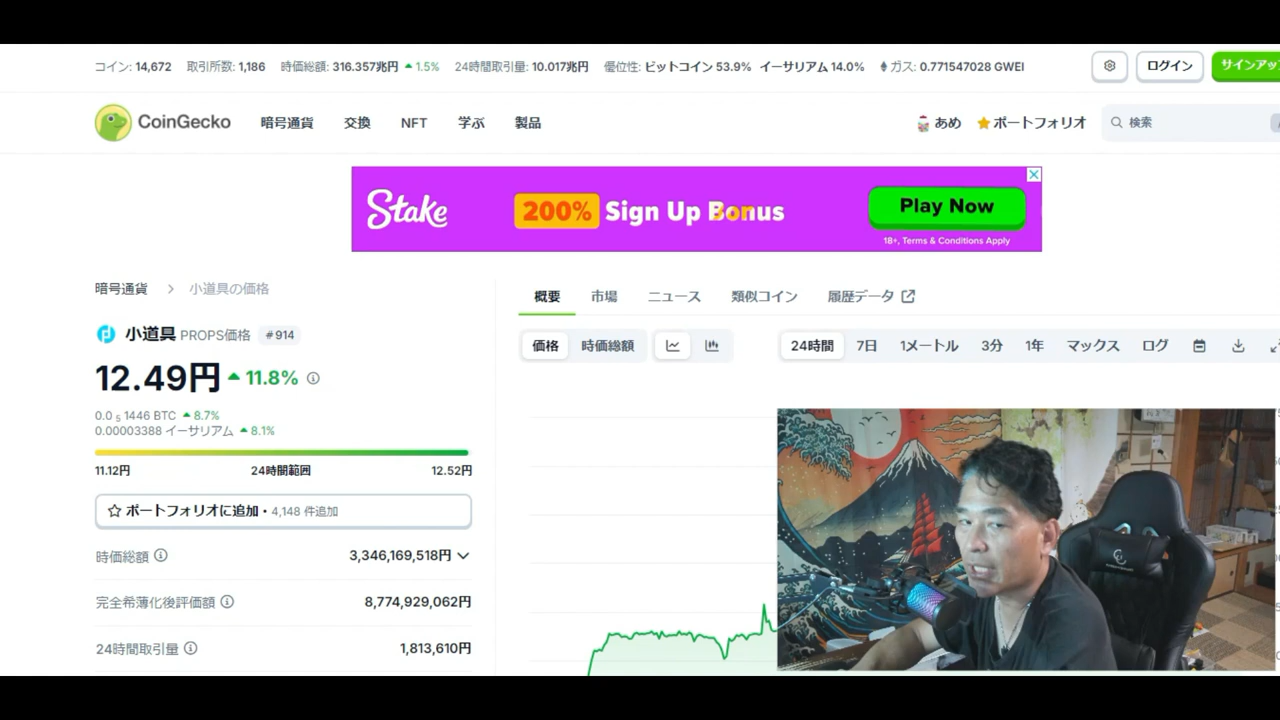 コイン: 14,672 取引所数: 1,186 時価総額: 316.357兆円 1.5% 24時間取引量: 10.017兆円 優位性: ビットコイン 53.9% イーサリアム 14.0% ガス: 0.771547028 GWEI ログイン サインアッ
CoinGecko 暗号通貨 交換 NFT 学ぶ 製品 あめ ポートフォリオ 検索
Stake 200% Sign Up Bonus Play Now
18+, Terms & Conditions Apply
暗号通貨 > 小道具の価格
概要 市場 ニュース 類似コイン 履歴データ
小道具 PROPS価格 #914
価格 時価総額 24時間 7日 1メートル 3分 1年 マックス ログ
12.49円 11.8%
0.0 5 1446 BTC 8.7%
0.00003388 イーサリアム 8.1%
11.12円 24時間範囲 12.52円
ポートフォリオに追加・4,148 件追加
時価総額 3,346,169,518円
完全希薄化後評価額 8,774,929,062円
24時間取引量 1,813,610円